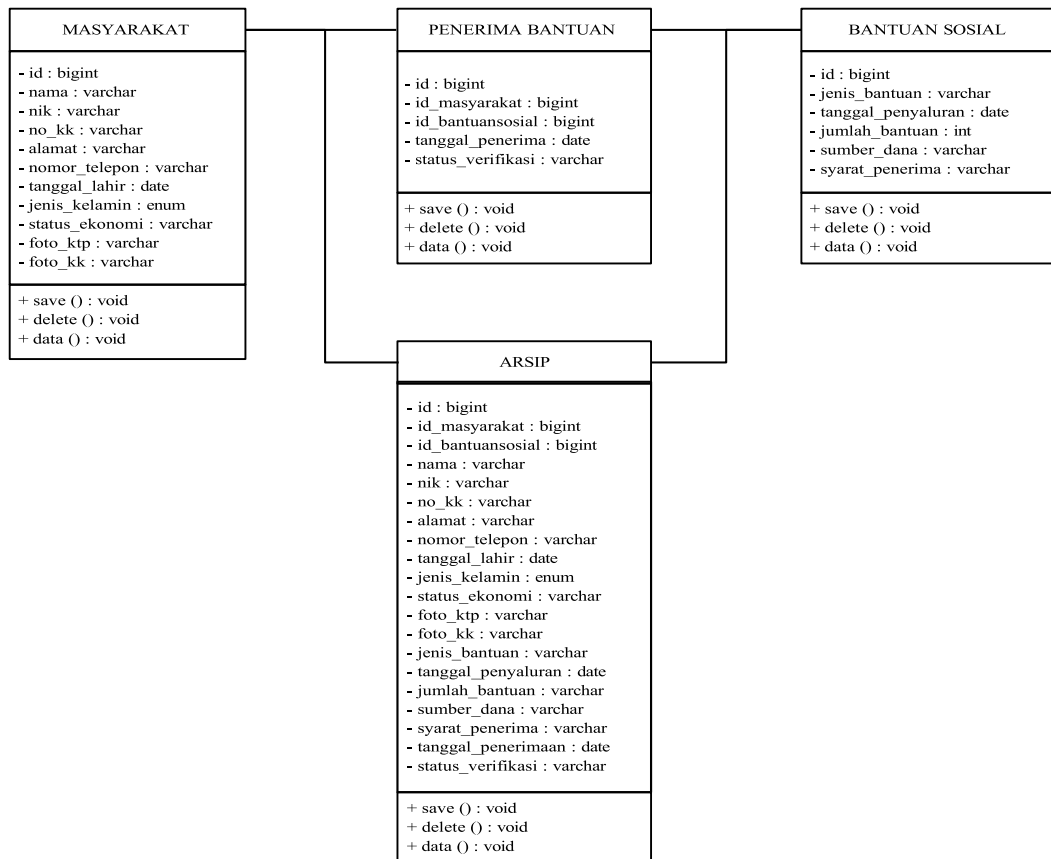 MASYARAKAT
- id : bigint
- nama : varchar
- nik : varchar
- no_kk : varchar
- alamat : varchar
- nomor_telepon : varchar
- tanggal_lahir : date
- jenis_kelamin : enum
- status_ekonomi : varchar
- foto_ktp : varchar
- foto_kk : varchar
+ save () : void
+ delete () : void
+ data () : void
PENERIMA BANTUAN
- id : bigint
- id_masyarakat : bigint
- id_bantuansosial : bigint
- tanggal_penerima : date
- status_verifikasi : varchar
+ save () : void
+ delete () : void
+ data () : void
BANTUAN SOSIAL
- id : bigint
- jenis_bantuan : varchar
- tanggal_penyaluran : date
- jumlah_bantuan : int
- sumber_dana : varchar
- syarat_penerima : varchar
+ save () : void
+ delete () : void
+ data () : void
ARSIP
- id : bigint
- id_masyarakat : bigint
- id_bantuansosial : bigint
- nama : varchar
- nik : varchar
- no_kk : varchar
- alamat : varchar
- nomor_telepon : varchar
- tanggal_lahir : date
- jenis_kelamin : enum
- status_ekonomi : varchar
- foto_ktp : varchar
- foto_kk : varchar
- jenis_bantuan : varchar
- tanggal_penyaluran : date
- jumlah_bantuan : varchar
- sumber_dana : varchar
- syarat_penerima : varchar
- tanggal_penerimaan : date
- status_verifikasi : varchar
+ save () : void
+ delete () : void
+ data () : void